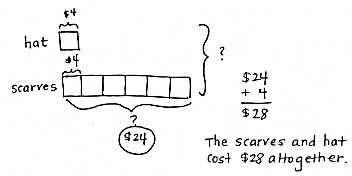 $4
hat
$4
scarves
?
?
$24
$24
+ 4
$28
The scarves and hat
cost $28 altogether.